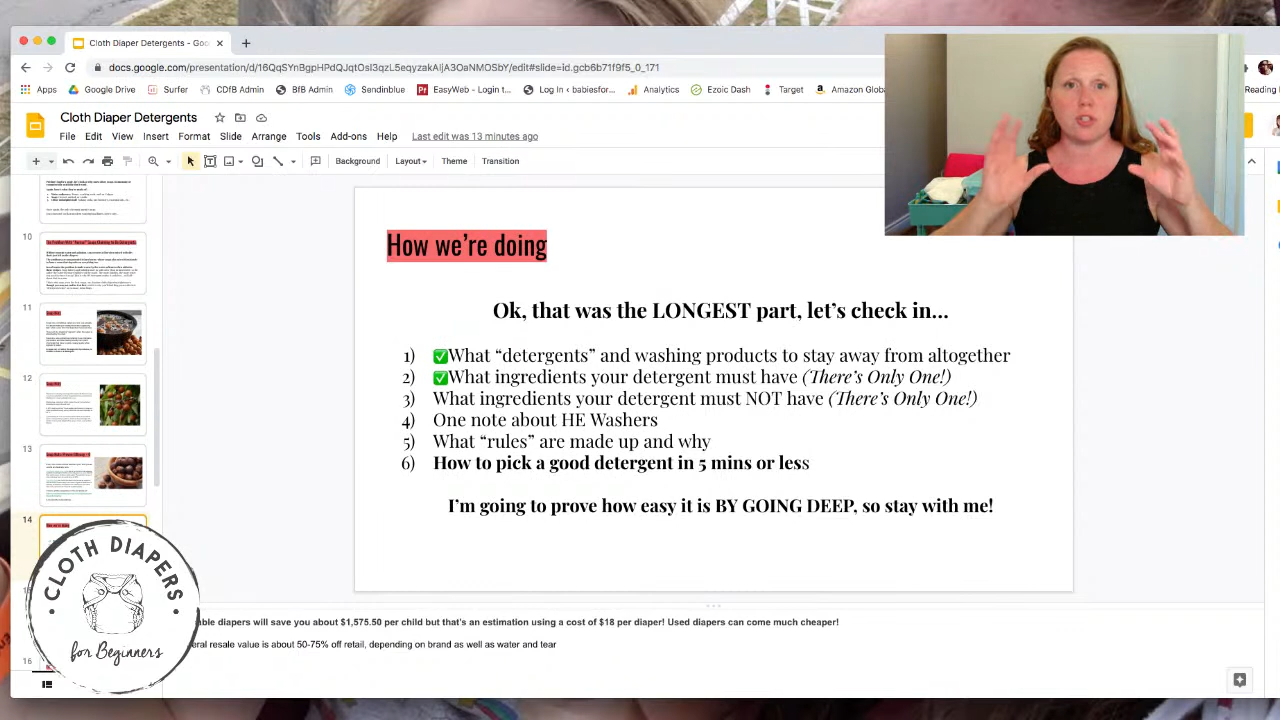 Cloth Diaper Detergents - Goo
docs.google.com/presentation/d/16QqSYnBgpHPdQJqtOsI3qzLSeqyzakAIjA3OaNMOSbY/edit#slide=id.gcb6b71f9f5_0_171
Apps Google Drive Surfer CDfB Admin BfB Admin EasyWeb - Login t... Log In ‹ babiesfor... Analytics Ezoic Dash Target Amazon Global Reading
Cloth Diaper Detergents
File Edit View Insert Format Slide Arrange Tools Add-ons Help Last edit was 13 minutes ago
Background Layout Theme Transition
10
11
12
13
14
16
How we're doing
Ok, that was the LONGEST part, let's check in...
1) ✅What “detergents” and washing products to stay away from altogether
2) ✅What ingredients your detergent must have (There's Only One!)
3) What ingredients your detergent must NOT have (There's Only One!)
4) One note about HE Washers
5) What “rules” are made up and why
6) How to pick a good detergent in 5 mins or less
I'm going to prove how easy it is BY GOING DEEP, so stay with me!
able diapers will save you about $1,575.50 per child but that's an estimation using a cost of $18 per diaper! Used diapers can come much cheaper!
eral resale value is about 50-75% off retail, depending on brand as well as water and tear
CLOTH DIAPERS
for Beginners